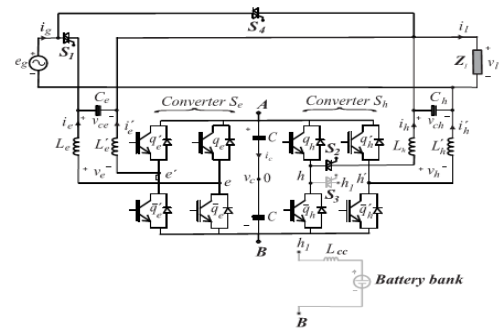 i_g
S_1
S_4
i_l
e_g
+
-
Z_l
v_l
C_e
v_ce
C_h
v_ch
i_e
i'_e
i_h
i'_h
L_e
L'_e
L_h
L'_h
v_e
v_h
Converter S_e
A
Converter S_h
q'_e
q_e
q_h
q'_h
C
i_c
v_c
0
S_2
S_3
e'
e
h
h_1
h'
q̄'_e
q̄_e
C
q̄_h
q̄'_h
B
h_1
L_cc
Battery bank
B